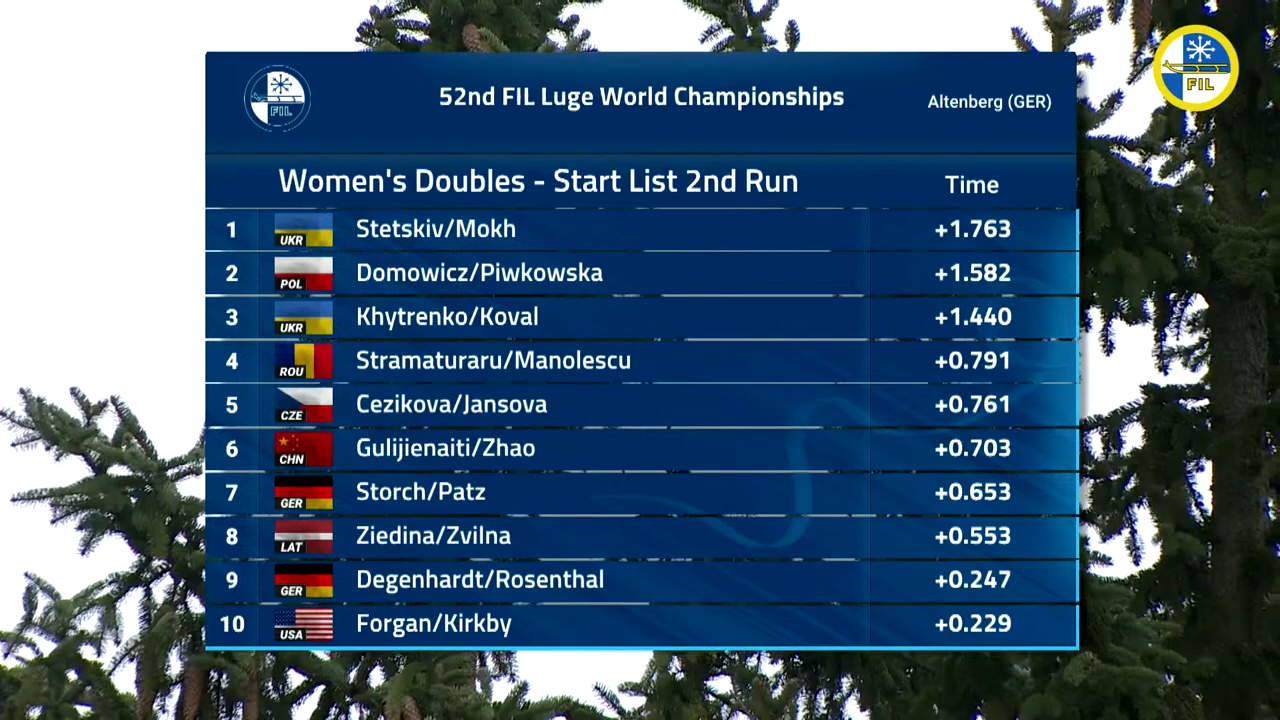 FIL
52nd FIL Luge World Championships
Altenberg (GER)
FIL
Women's Doubles - Start List 2nd Run Time
1 UKR Stetskiv/Mokh +1.763
2 POL Domowicz/Piwkowska +1.582
3 UKR Khytrenko/Koval +1.440
4 ROU Stramaturaru/Manolescu +0.791
5 CZE Cezikova/Jansova +0.761
6 CHN Gulijienaiti/Zhao +0.703
7 GER Storch/Patz +0.653
8 LAT Ziedina/Zvilna +0.553
9 GER Degenhardt/Rosenthal +0.247
10 USA Forgan/Kirkby +0.229